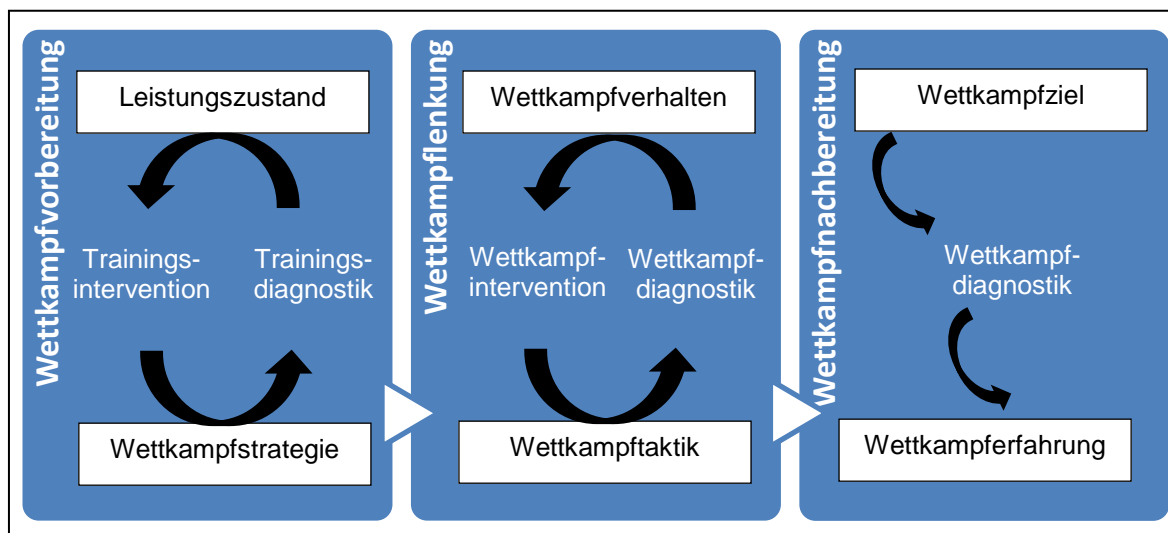 Wettkampfvorbereitung
Leistungszustand
Trainings-
intervention
Trainings-
diagnostik
Wettkampfstrategie
Wettkampflenkung
Wettkampfverhalten
Wettkampf-
intervention
Wettkampf-
diagnostik
Wettkampftaktik
Wettkampfnachbereitung
Wettkampfziel
Wettkampf-
diagnostik
Wettkampferfahrung